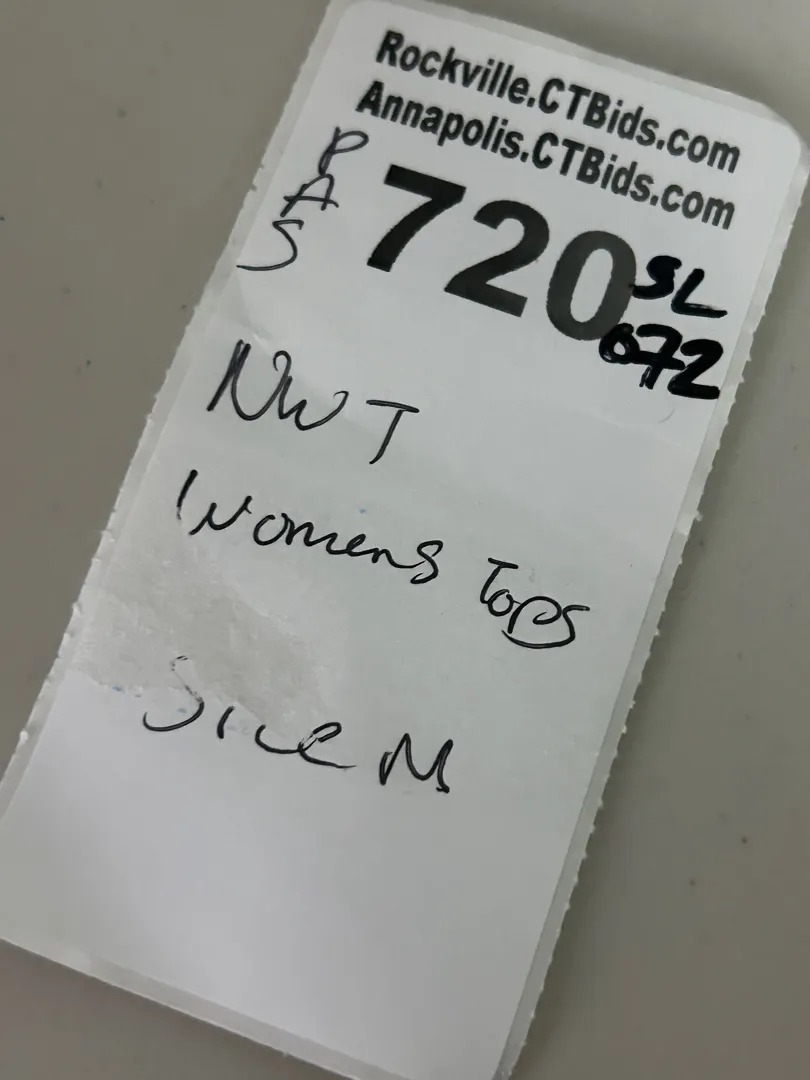 Rockville.CTBids.com
Annapolis.CTBids.com
PAS
720
SL
072
NWT
Womens Tops
Size M